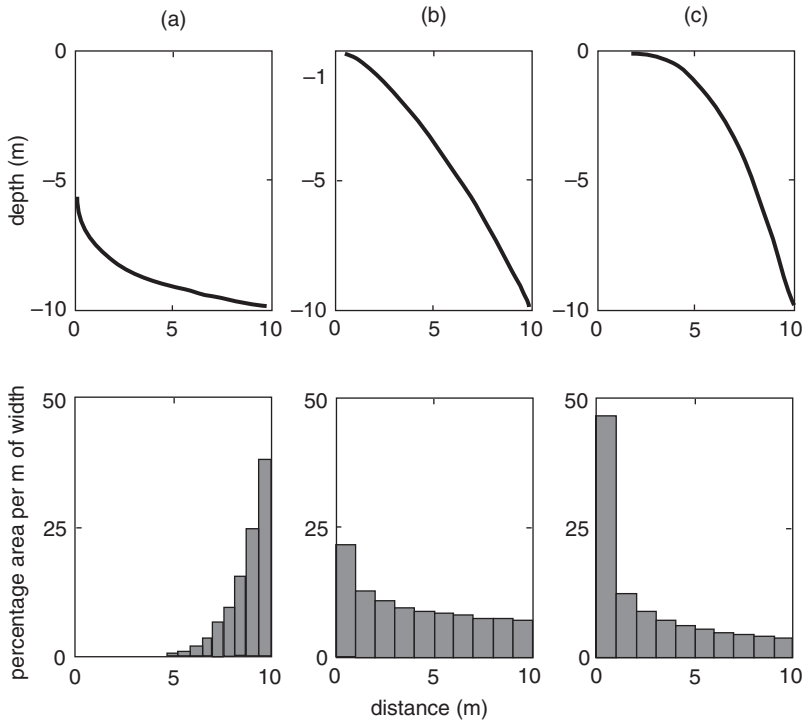 (a) (b) (c)
0 0 0
−1
depth (m)
−5 −5 −5
−10 −10 −10
0 5 10 0 5 10 0 5 10
percentage area per m of width
50 50 50
25 25 25
0 0 0
0 5 10 0 5 10 0 5 10
distance (m)